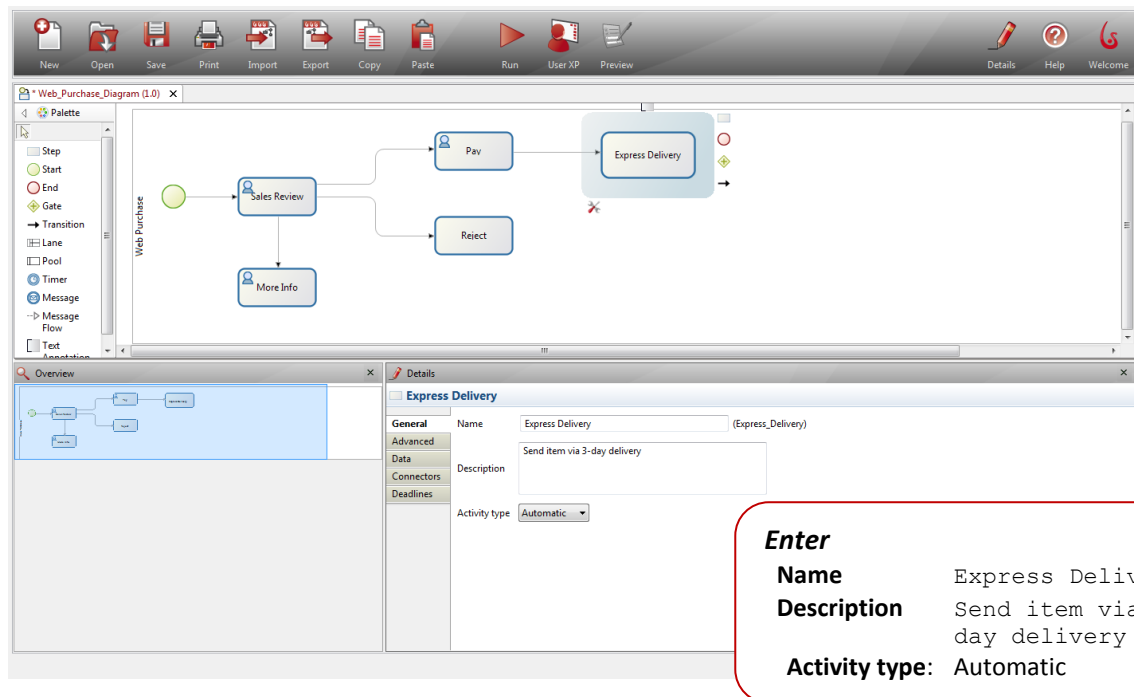 New Open Save Print Import Export Copy Paste Run User XP Preview Details Help Welcome
* Web_Purchase_Diagram (1.0)
Palette
Step
Start
End
Gate
Transition
Lane
Pool
Timer
Message
Message
Flow
Text
Annotation
Web Purchase
Sales Review
Pay
Express Delivery
Reject
More Info
Overview
Details
Express Delivery
General
Advanced
Data
Connectors
Deadlines
Name Express Delivery (Express_Delivery)
Description Send item via 3-day delivery
Activity type Automatic
Enter
Name Express Deliv
Description Send item via
day delivery
Activity type: Automatic